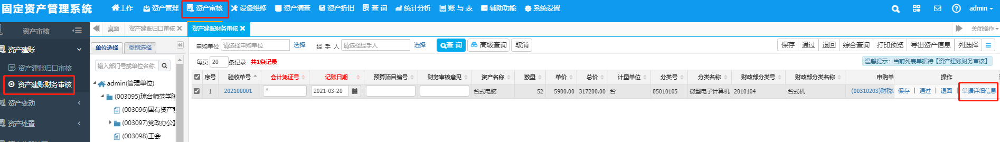 固定资产管理系统 工作 资产管理 资产审核 设备维修 资产清查 资产折旧 查 询 统计分析 账 与 表 辅助功能 系统设置 admin
资产审核 桌面 资产建账归口审核 资产建账财务审核 关闭操作
资产建账
资产建账归口审核
资产建账财务审核
资产变动
资产处置
单位选择 类别选择
输入部门号或单位名称
admin(管理单位)
(003095)琼台师范学院
(003096)国有资产管
(003097)党政办公室
(003098)工会
申购单位 请选择申购单位 选择 经 手 人 请选择经手人 选择 查 询 高级查询 取消 保存 通过 退回 综合查询 打印预览 导出资产信息 列选择
每页 20 条记录 共1条记录 温馨提示：当前列表单据待【资产建账财务审核】
序号 验收单号 会计凭证号 记账日期 预算项目编号 财务审核意见 资产名称 数量 单价 总价 计量单位 分类号 分类名称 财政部分类号 财政部分类名称 申购单 操作
1 202100001 * 2021-03-20 台式电脑 52 5900.00 317200.00 台 05010105 微型电子计算机 2010104 台式机 (00310203)财税 保存 | 通过 | 退回 | 单据详细信息